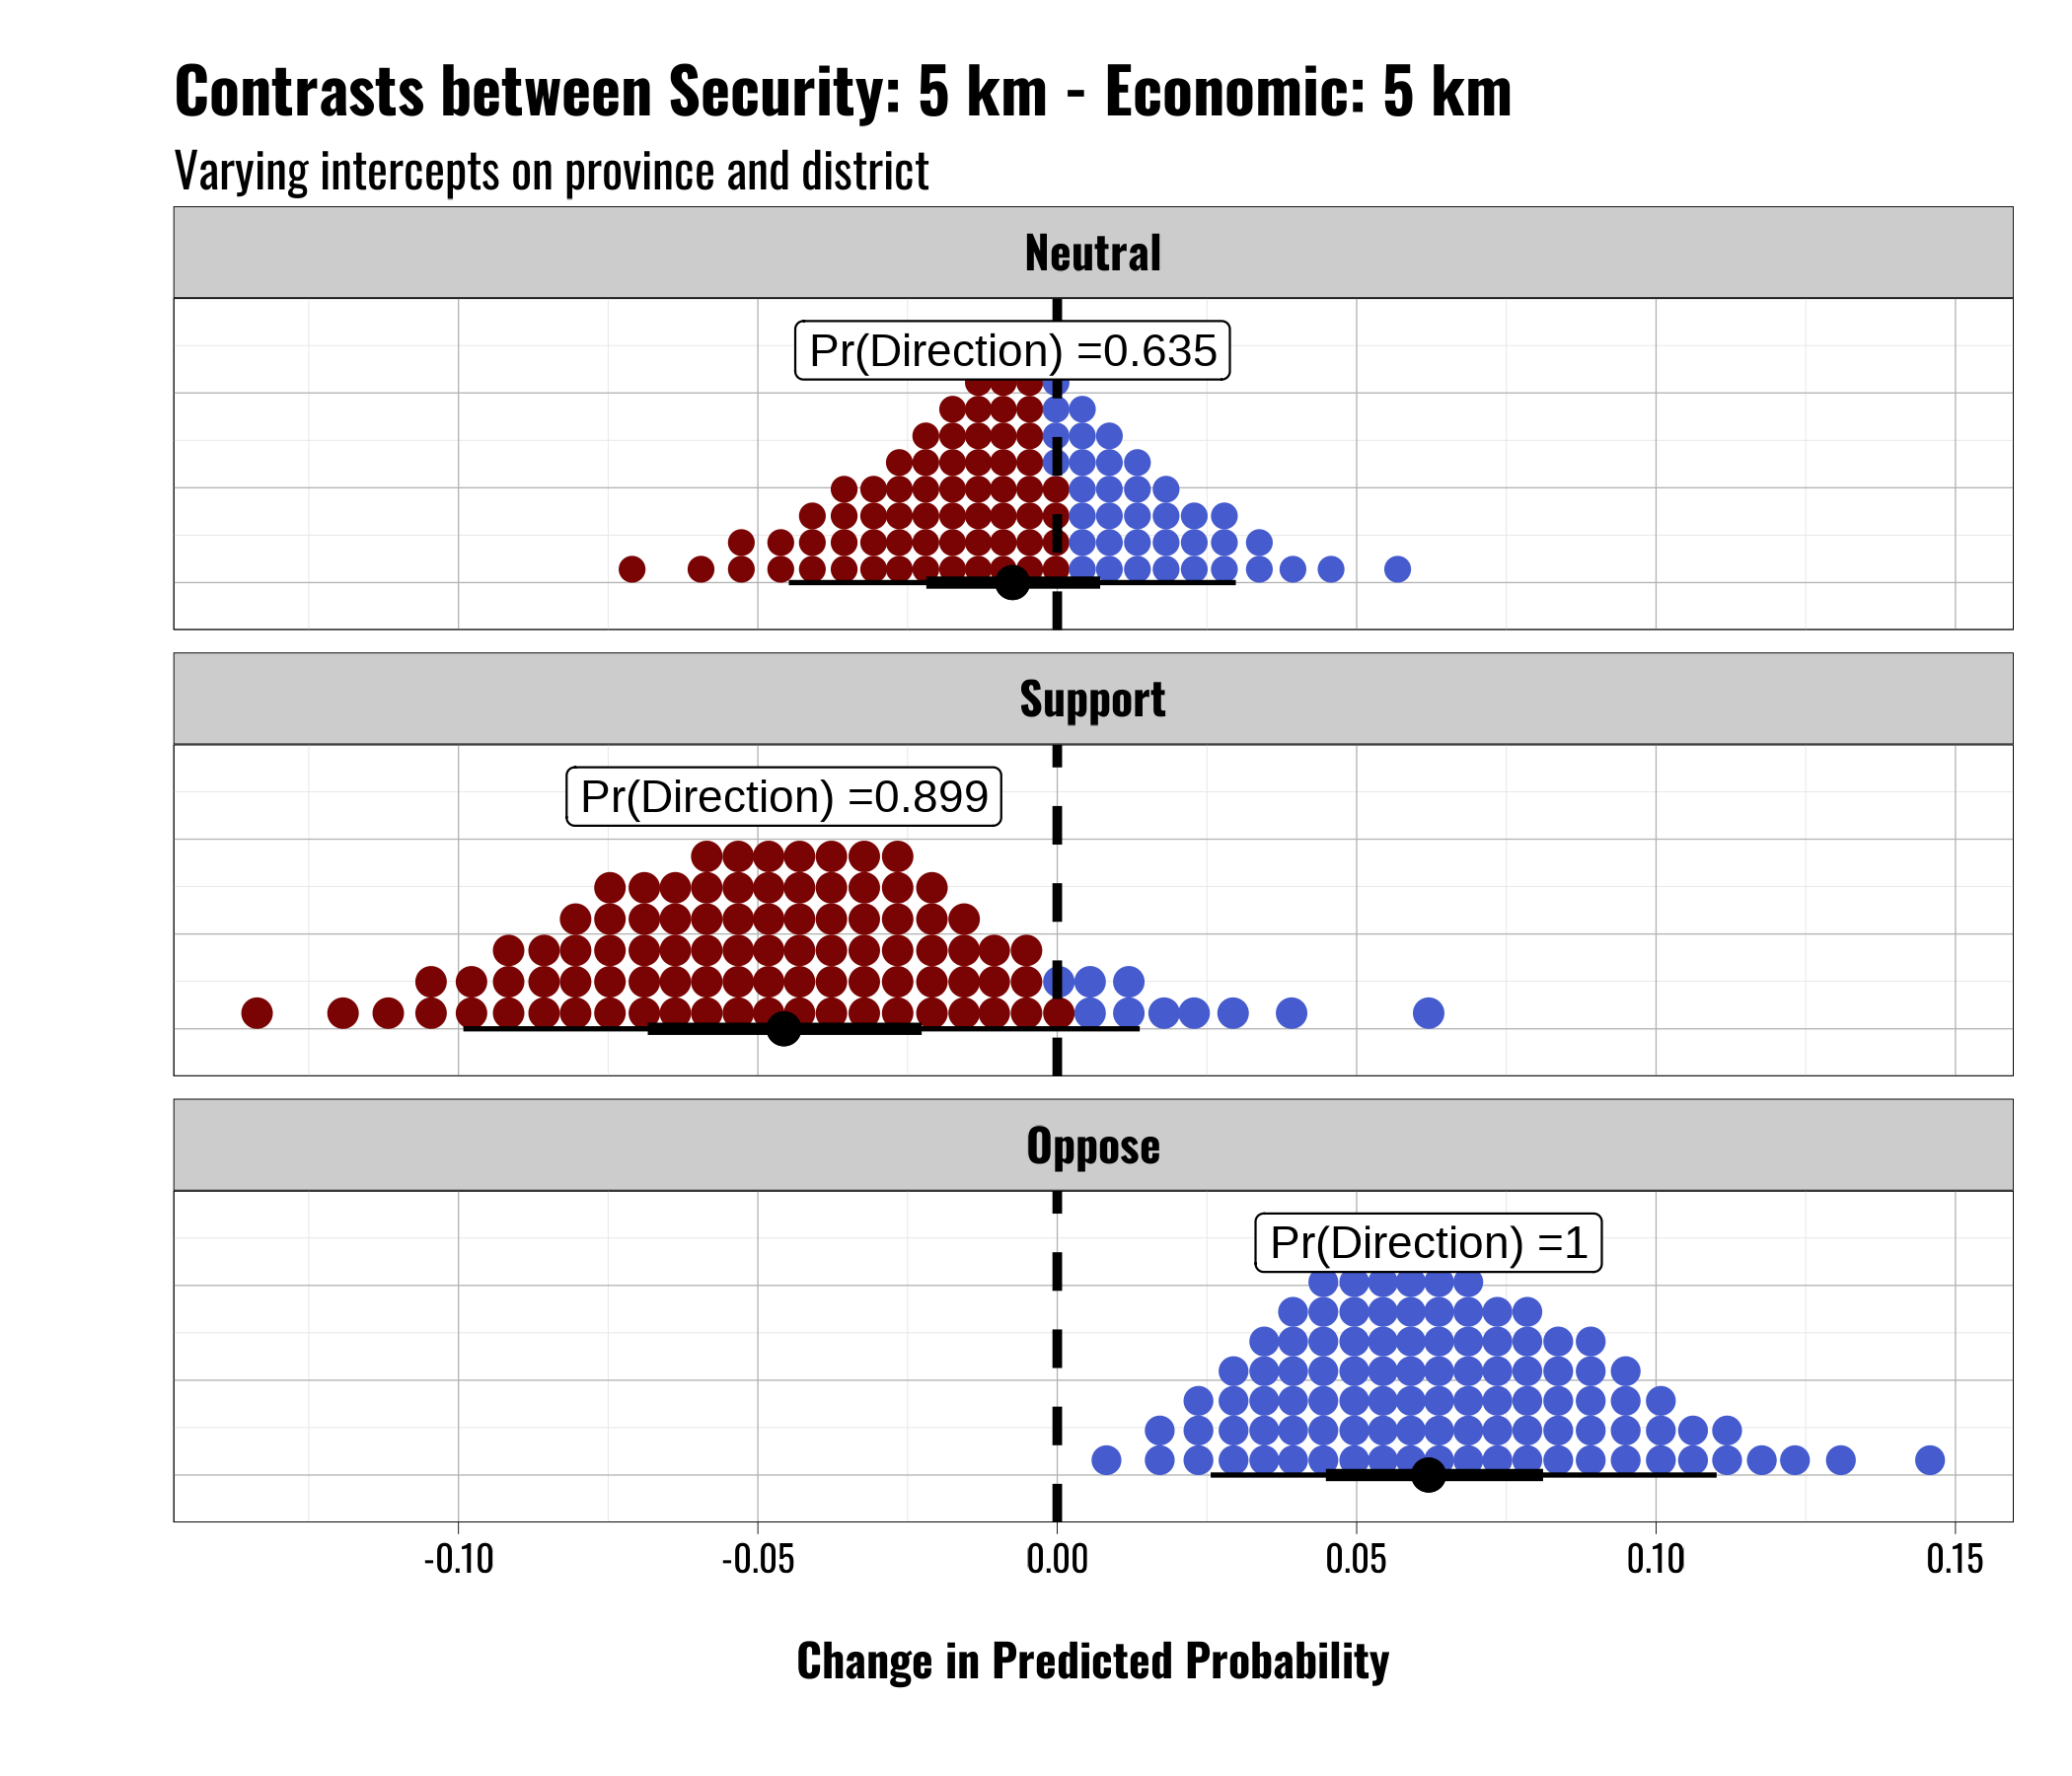 Contrasts between Security: 5 km - Economic: 5 km
Varying intercepts on province and district
Neutral
Pr(Direction) =0.635
Support
Pr(Direction) =0.899
Oppose
Pr(Direction) =1
-0.10 -0.05 0.00 0.05 0.10 0.15
Change in Predicted Probability